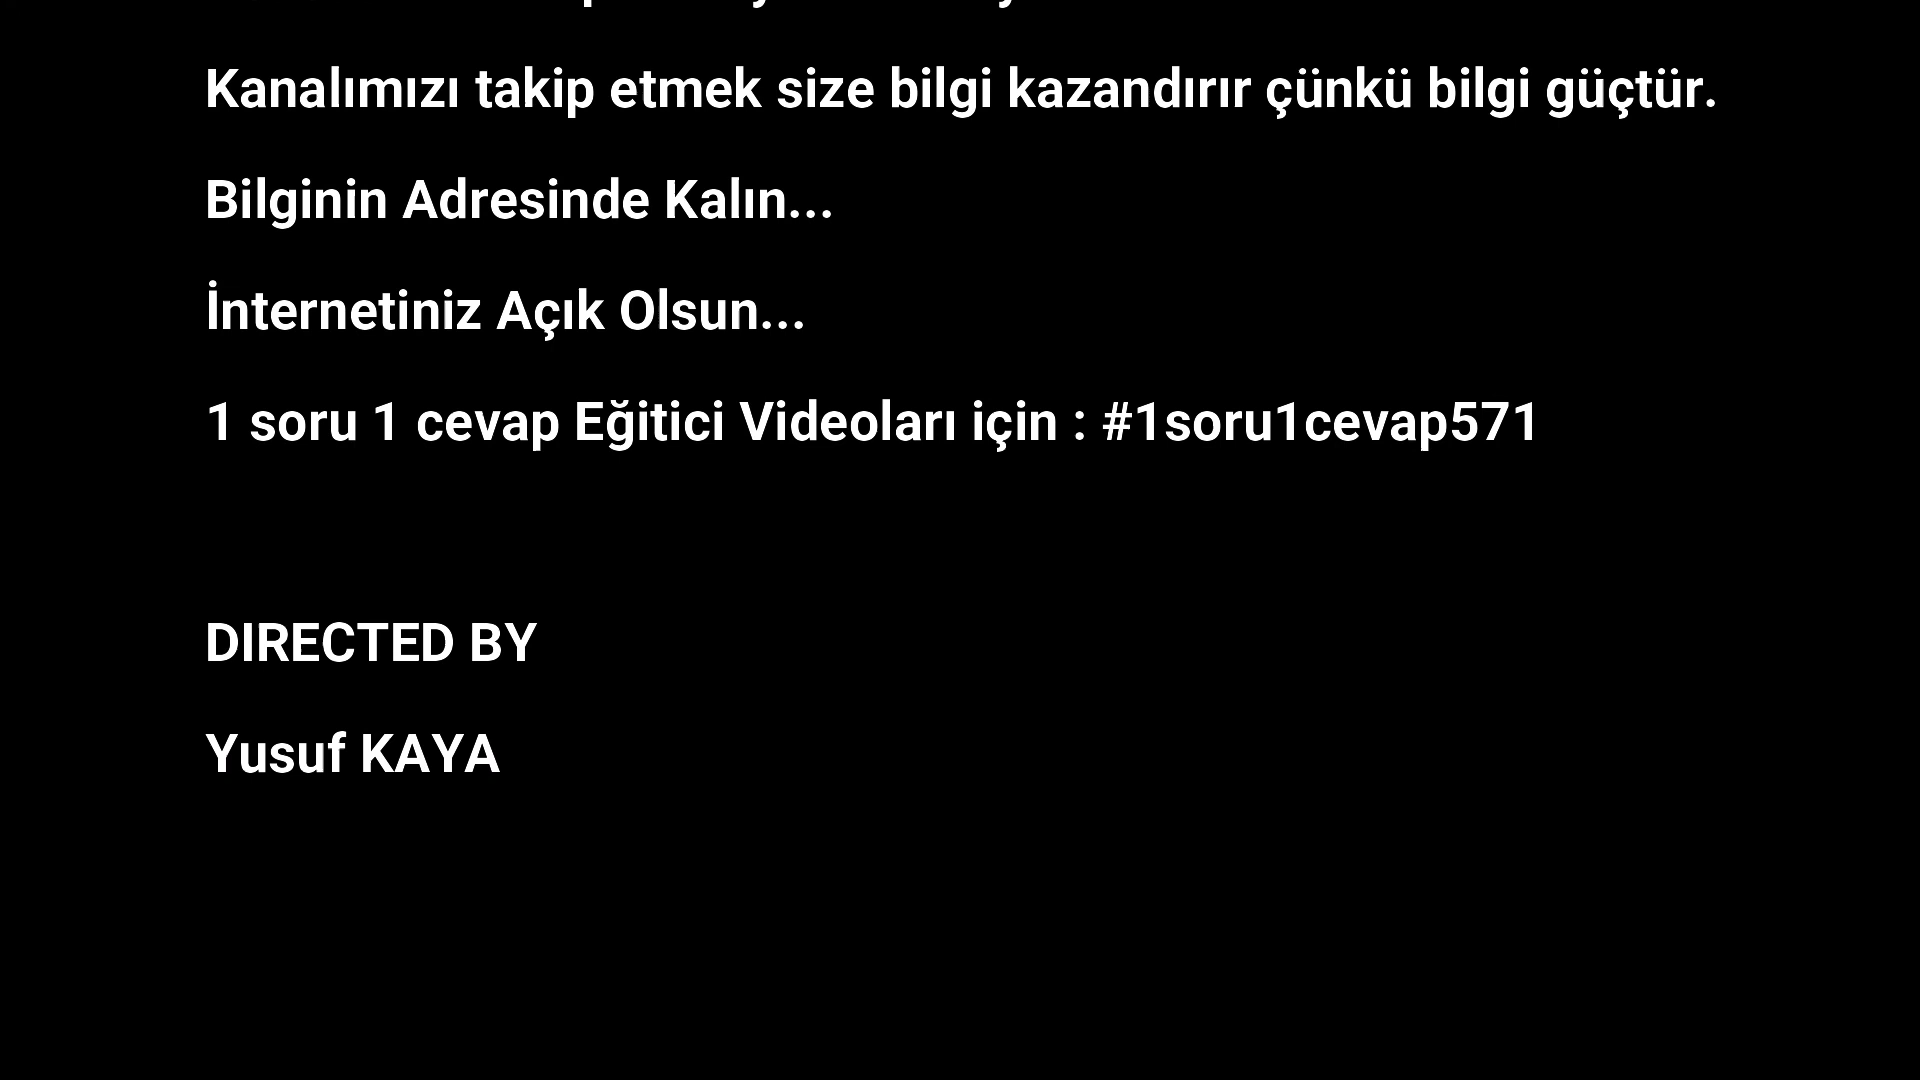 Kanalımızı takip etmek size bilgi kazandırır çünkü bilgi güçtür.
Bilginin Adresinde Kalın...
İnternetiniz Açık Olsun...
1 soru 1 cevap Eğitici Videoları için : #1soru1cevap571
DIRECTED BY
Yusuf KAYA